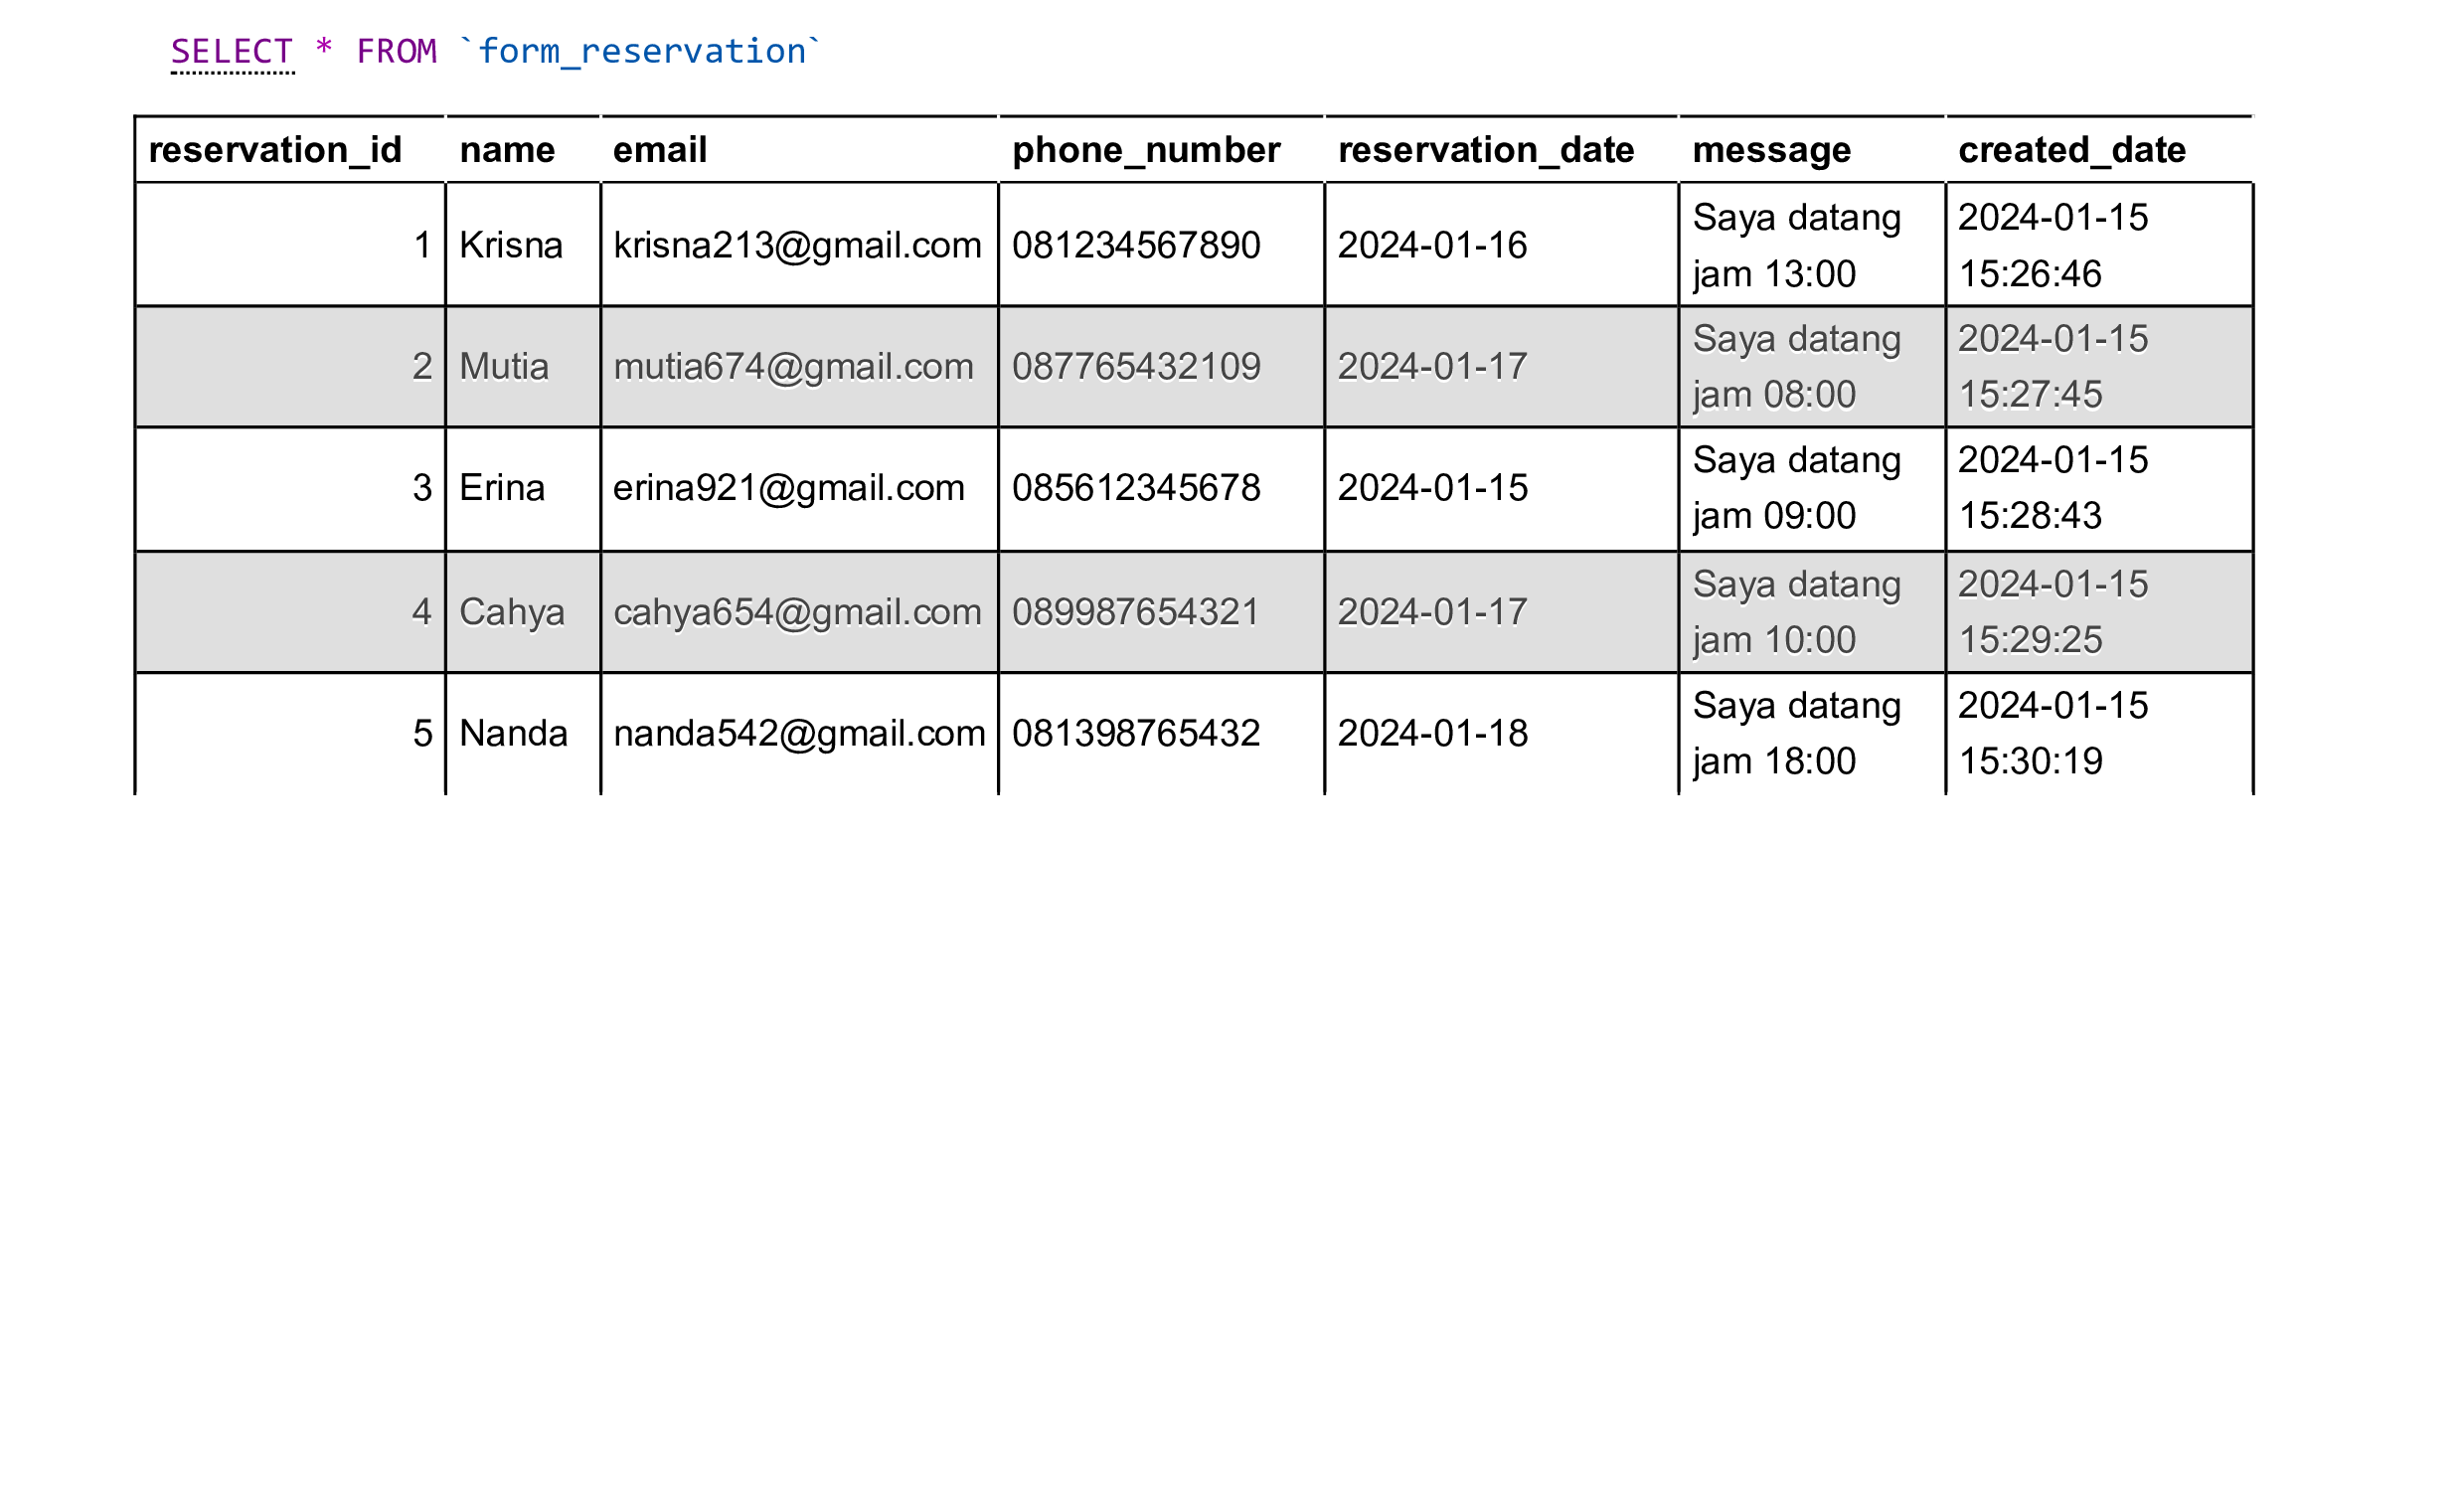 SELECT * FROM `form_reservation`
reservation_id name email phone_number reservation_date message created_date
1 Krisna krisna213@gmail.com 081234567890 2024-01-16 Saya datang 2024-01-15
jam 13:00 15:26:46
2 Mutia mutia674@gmail.com 087765432109 2024-01-17 Saya datang 2024-01-15
jam 08:00 15:27:45
3 Erina erina921@gmail.com 085612345678 2024-01-15 Saya datang 2024-01-15
jam 09:00 15:28:43
4 Cahya cahya654@gmail.com 089987654321 2024-01-17 Saya datang 2024-01-15
jam 10:00 15:29:25
5 Nanda nanda542@gmail.com 081398765432 2024-01-18 Saya datang 2024-01-15
jam 18:00 15:30:19